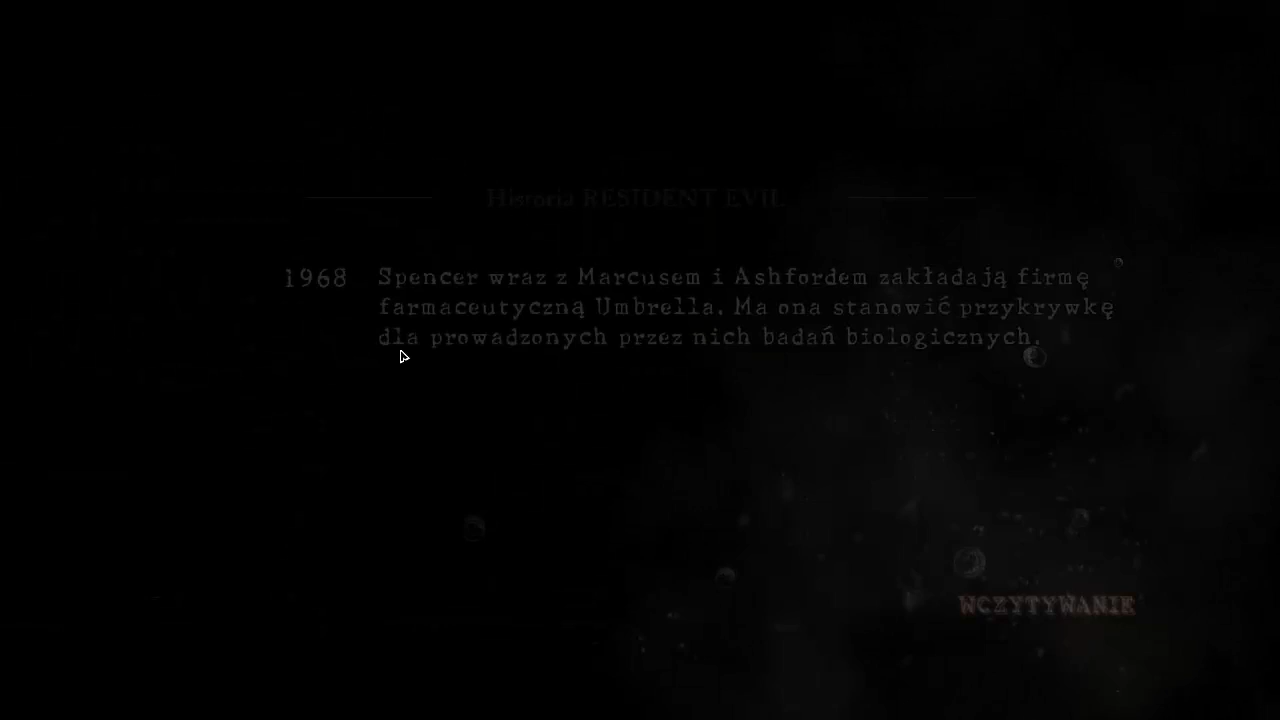 Historia RESIDENT EVIL
1968 Spencer wraz z Marcusem i Ashfordem zakładają firmę
farmaceutyczną Umbrella. Ma ona stanowić przykrywkę
dla prowadzonych przez nich badań biologicznych.
WCZYTYWANIE